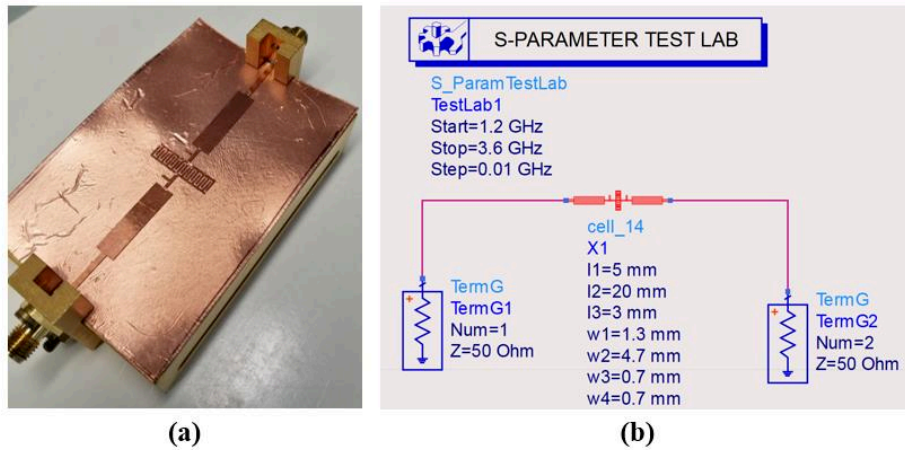 S-PARAMETER TEST LAB
S_ParamTestLab
TestLab1
Start=1.2 GHz
Stop=3.6 GHz
Step=0.01 GHz
cell_14
X1
l1=5 mm
l2=20 mm
l3=3 mm
w1=1.3 mm
w2=4.7 mm
w3=0.7 mm
w4=0.7 mm
TermG
TermG1
Num=1
Z=50 Ohm
TermG
TermG2
Num=2
Z=50 Ohm
(a)
(b)